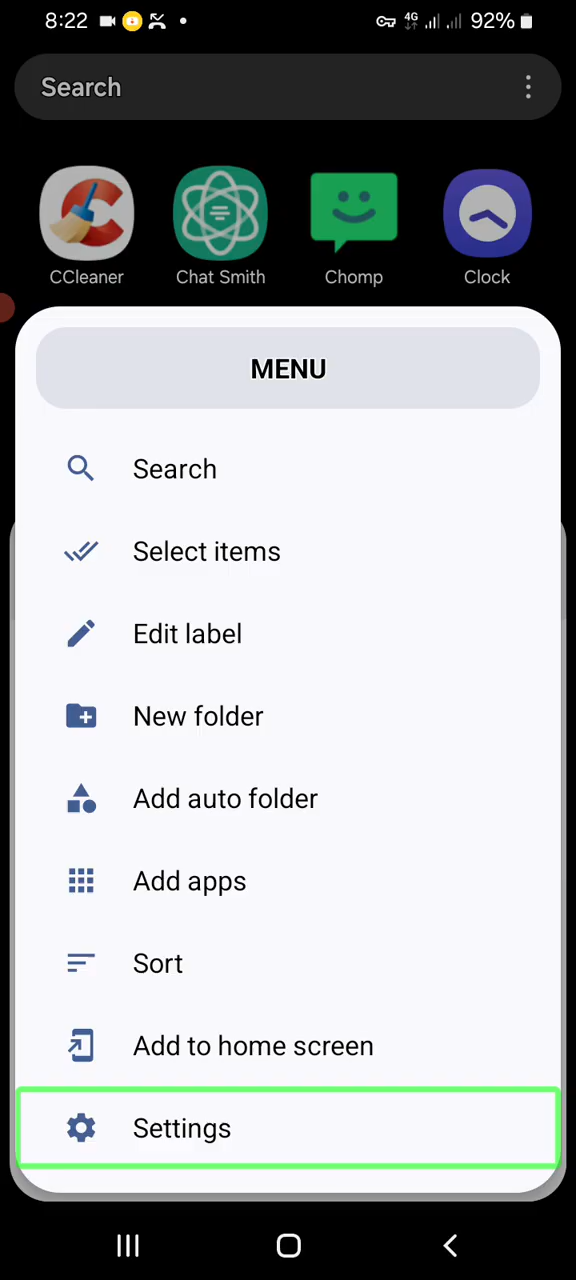 8:22 4G 92%
Search
CCleaner Chat Smith Chomp Clock
MENU
Search
Select items
Edit label
New folder
Add auto folder
Add apps
Sort
Add to home screen
Settings